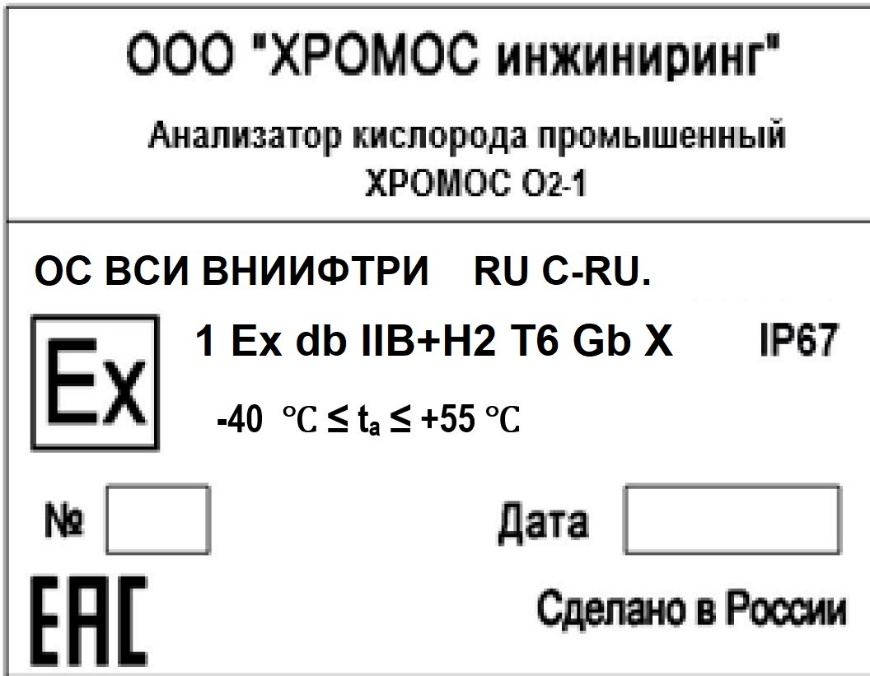 ООО "ХРОМОС инжиниринг"
Анализатор кислорода промышенный
ХРОМОС О2-1
ОС ВСИ ВНИИФТРИ RU C-RU.
Ex 1 Ex db IIB+H2 T6 Gb X IP67
-40 °C ≤ tₐ ≤ +55 °C
№ Дата
EAC Сделано в России